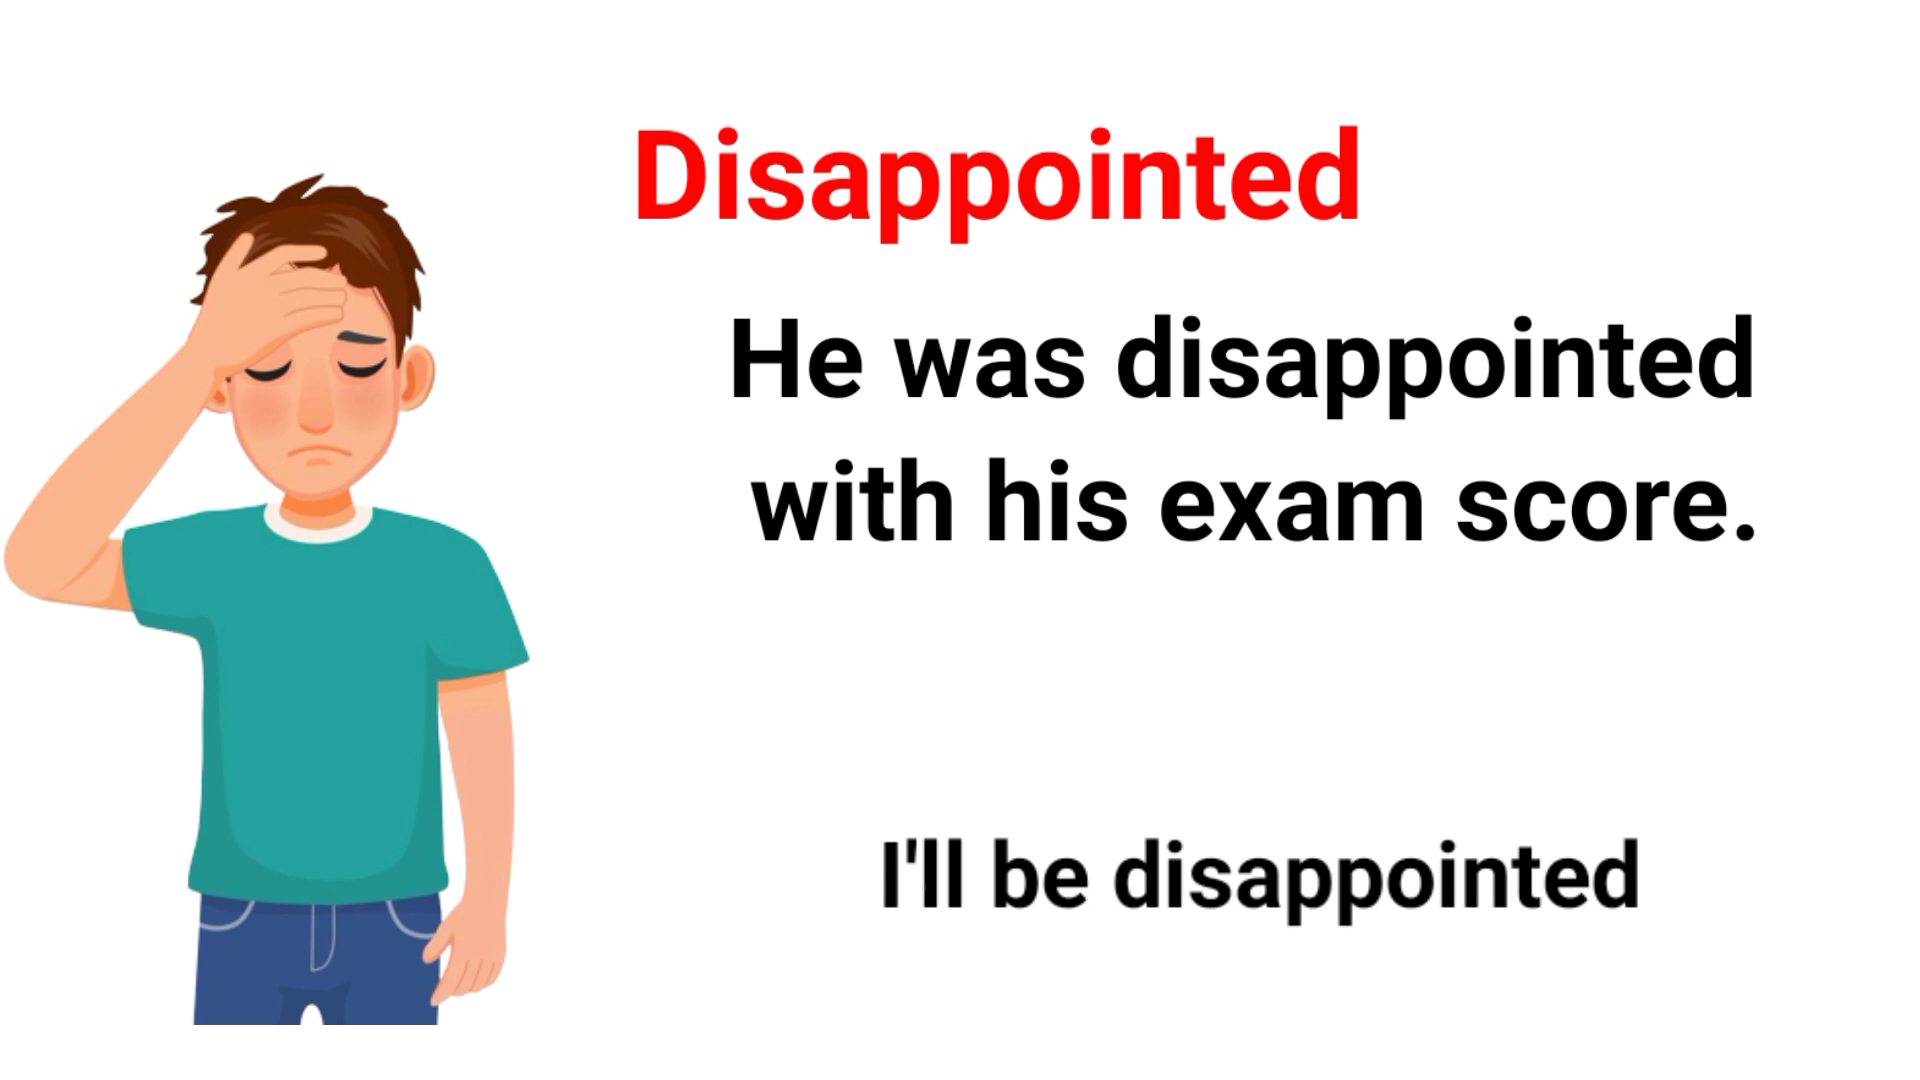 Disappointed
He was disappointed
with his exam score.
I'll be disappointed